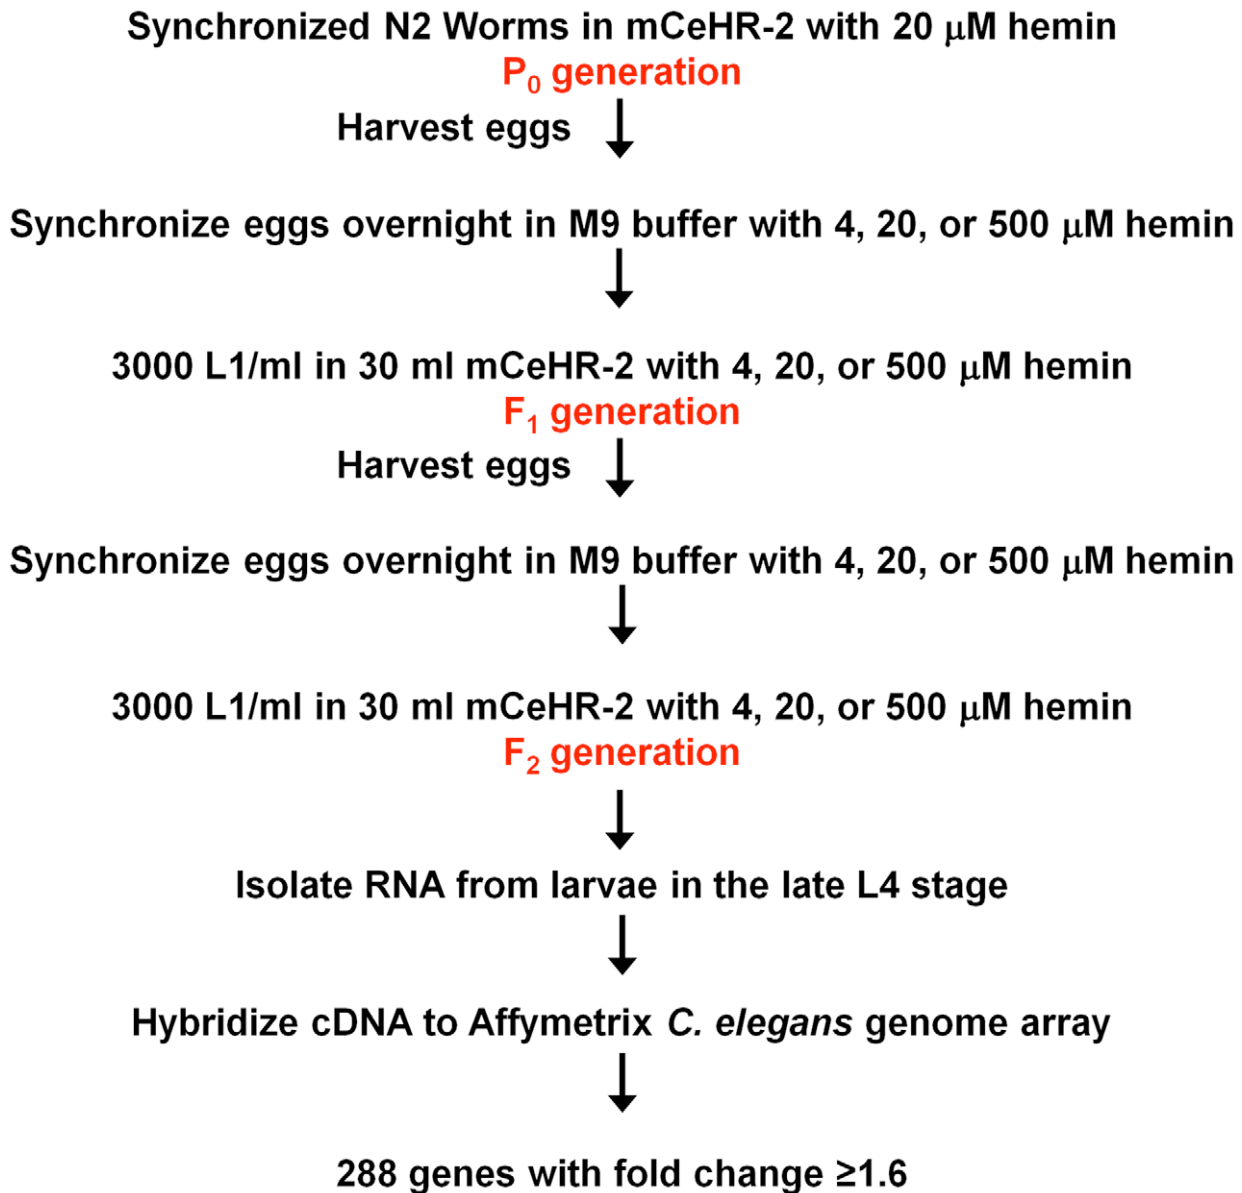 Synchronized N2 Worms in mCeHR-2 with 20 μM hemin
P₀ generation
Harvest eggs
Synchronize eggs overnight in M9 buffer with 4, 20, or 500 μM hemin
3000 L1/ml in 30 ml mCeHR-2 with 4, 20, or 500 μM hemin
F₁ generation
Harvest eggs
Synchronize eggs overnight in M9 buffer with 4, 20, or 500 μM hemin
3000 L1/ml in 30 ml mCeHR-2 with 4, 20, or 500 μM hemin
F₂ generation
Isolate RNA from larvae in the late L4 stage
Hybridize cDNA to Affymetrix C. elegans genome array
288 genes with fold change ≥1.6